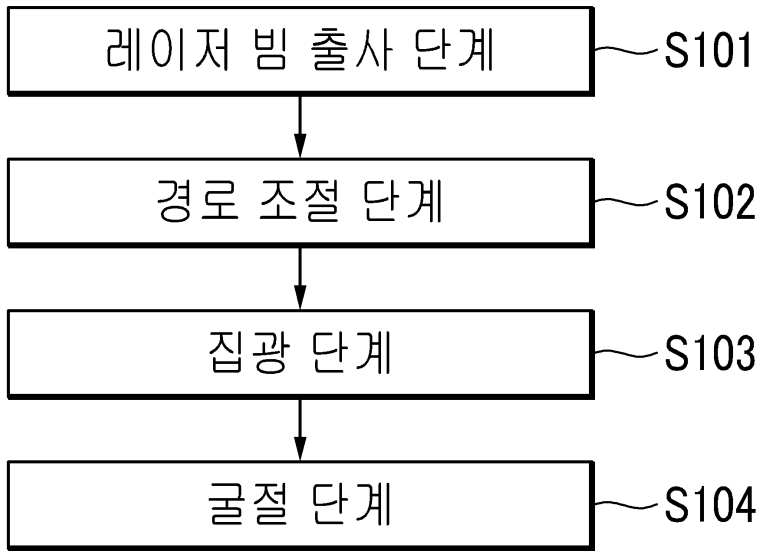 레이저 빔 출사 단계 S101
경로 조절 단계 S102
집광 단계 S103
굴절 단계 S104